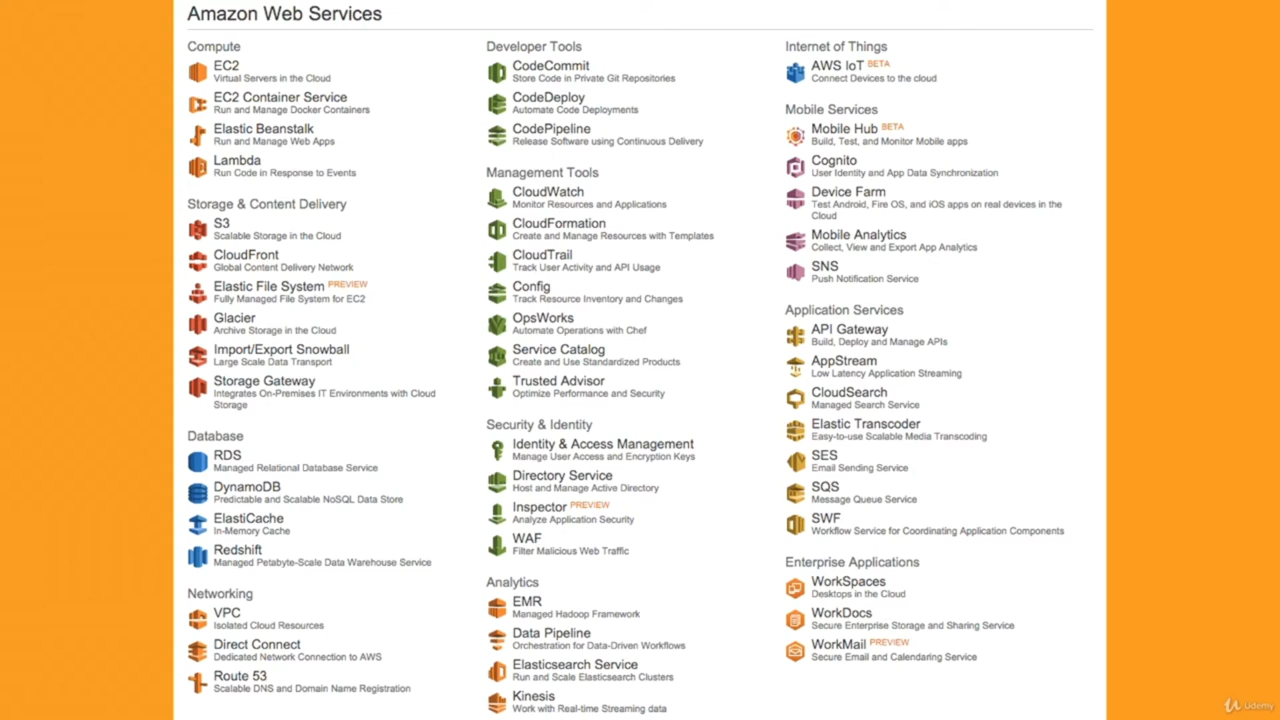 Amazon Web Services
Compute
EC2
Virtual Servers in the Cloud
EC2 Container Service
Run and Manage Docker Containers
Elastic Beanstalk
Run and Manage Web Apps
Lambda
Run Code in Response to Events
Storage & Content Delivery
S3
Scalable Storage in the Cloud
CloudFront
Global Content Delivery Network
Elastic File System PREVIEW
Fully Managed File System for EC2
Glacier
Archive Storage in the Cloud
Import/Export Snowball
Large Scale Data Transport
Storage Gateway
Integrates On-Premises IT Environments with Cloud
Storage
Database
RDS
Managed Relational Database Service
DynamoDB
Predictable and Scalable NoSQL Data Store
ElastiCache
In-Memory Cache
Redshift
Managed Petabyte-Scale Data Warehouse Service
Networking
VPC
Isolated Cloud Resources
Direct Connect
Dedicated Network Connection to AWS
Route 53
Scalable DNS and Domain Name Registration
Developer Tools
CodeCommit
Store Code in Private Git Repositories
CodeDeploy
Automate Code Deployments
CodePipeline
Release Software using Continuous Delivery
Management Tools
CloudWatch
Monitor Resources and Applications
CloudFormation
Create and Manage Resources with Templates
CloudTrail
Track User Activity and API Usage
Config
Track Resource Inventory and Changes
OpsWorks
Automate Operations with Chef
Service Catalog
Create and Use Standardized Products
Trusted Advisor
Optimize Performance and Security
Security & Identity
Identity & Access Management
Manage User Access and Encryption Keys
Directory Service
Host and Manage Active Directory
Inspector PREVIEW
Analyze Application Security
WAF
Filter Malicious Web Traffic
Analytics
EMR
Managed Hadoop Framework
Data Pipeline
Orchestration for Data-Driven Workflows
Elasticsearch Service
Run and Scale Elasticsearch Clusters
Kinesis
Work with Real-time Streaming data
Internet of Things
AWS IoT BETA
Connect Devices to the cloud
Mobile Services
Mobile Hub BETA
Build, Test, and Monitor Mobile apps
Cognito
User Identity and App Data Synchronization
Device Farm
Test Android, Fire OS, and iOS apps on real devices in the
Cloud
Mobile Analytics
Collect, View and Export App Analytics
SNS
Push Notification Service
Application Services
API Gateway
Build, Deploy and Manage APIs
AppStream
Low Latency Application Streaming
CloudSearch
Managed Search Service
Elastic Transcoder
Easy-to-use Scalable Media Transcoding
SES
Email Sending Service
SQS
Message Queue Service
SWF
Workflow Service for Coordinating Application Components
Enterprise Applications
WorkSpaces
Desktops in the Cloud
WorkDocs
Secure Enterprise Storage and Sharing Service
WorkMail PREVIEW
Secure Email and Calendaring Service
Udemy